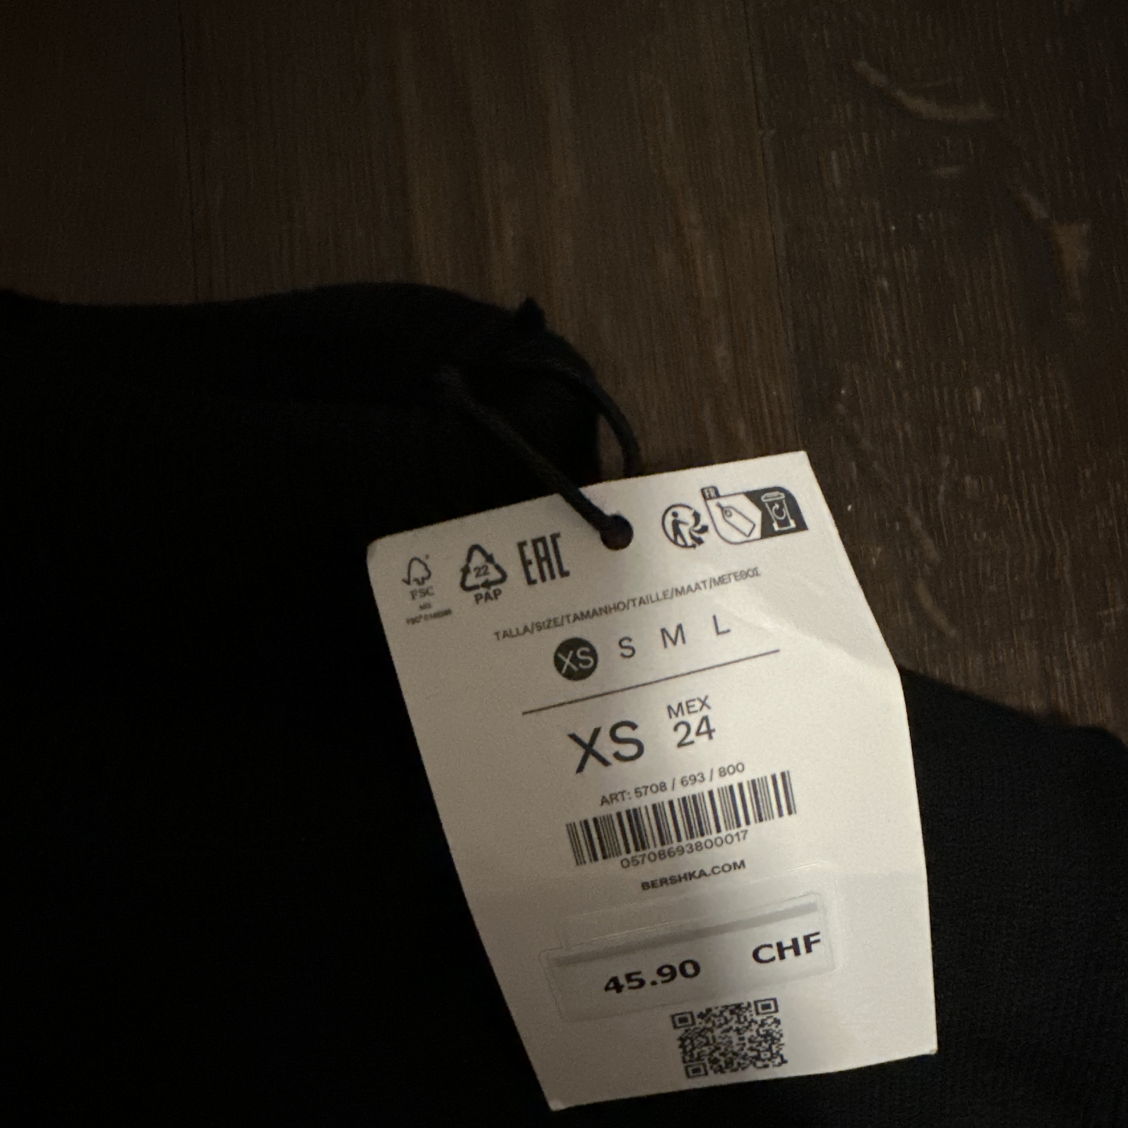 FR
FSC
22
PAP
EAC
TALLA/SIZE/TAMANHO/TAILLE/MAAT/ΜΕΓΕΘΟΣ
XS S M L
XS MEX 24
ART: 5708 / 693 / 800
05708693800017
BERSHKA.COM
45.90 CHF